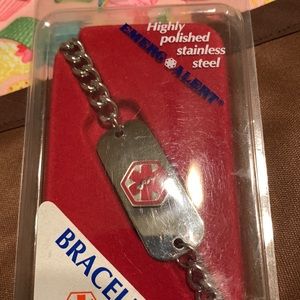 Highly
polished
stainless
steel
EMERG ALERT
BRACEL